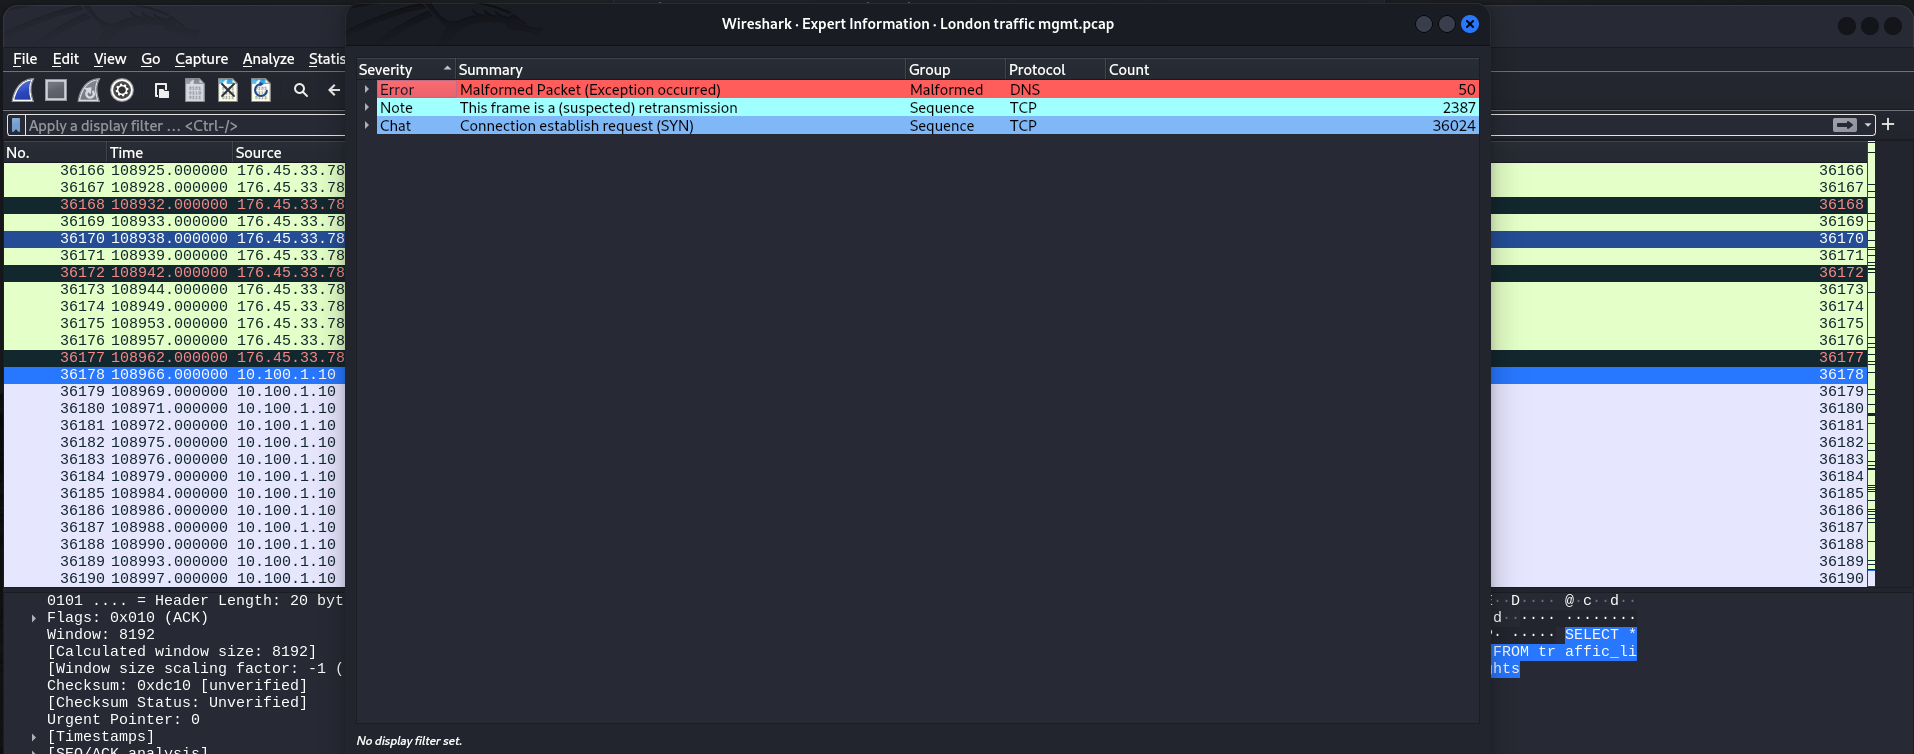 Wireshark · Expert Information · London traffic mgmt.pcap
File Edit View Go Capture Analyze Statis
Apply a display filter … <Ctrl-/>
Severity Summary Group Protocol Count
Error Malformed Packet (Exception occurred) Malformed DNS 50
Note This frame is a (suspected) retransmission Sequence TCP 2387
Chat Connection establish request (SYN) Sequence TCP 36024
No. Time Source
36166 108925.000000 176.45.33.78 36166
36167 108928.000000 176.45.33.78 36167
36168 108932.000000 176.45.33.78 36168
36169 108933.000000 176.45.33.78 36169
36170 108938.000000 176.45.33.78 36170
36171 108939.000000 176.45.33.78 36171
36172 108942.000000 176.45.33.78 36172
36173 108944.000000 176.45.33.78 36173
36174 108949.000000 176.45.33.78 36174
36175 108953.000000 176.45.33.78 36175
36176 108957.000000 176.45.33.78 36176
36177 108962.000000 176.45.33.78 36177
36178 108966.000000 10.100.1.10 36178
36179 108969.000000 10.100.1.10 36179
36180 108971.000000 10.100.1.10 36180
36181 108972.000000 10.100.1.10 36181
36182 108975.000000 10.100.1.10 36182
36183 108976.000000 10.100.1.10 36183
36184 108979.000000 10.100.1.10 36184
36185 108984.000000 10.100.1.10 36185
36186 108986.000000 10.100.1.10 36186
36187 108988.000000 10.100.1.10 36187
36188 108990.000000 10.100.1.10 36188
36189 108993.000000 10.100.1.10 36189
36190 108997.000000 10.100.1.10 36190
0101 .... = Header Length: 20 byt
Flags: 0x010 (ACK)
Window: 8192
[Calculated window size: 8192]
[Window size scaling factor: -1 (
Checksum: 0xdc10 [unverified]
[Checksum Status: Unverified]
Urgent Pointer: 0
[Timestamps]
[SEQ/ACK analysis]
··D···· @·c··d··
d······ ········
· ····· SELECT *
FROM tr affic_li
hts
No display filter set.